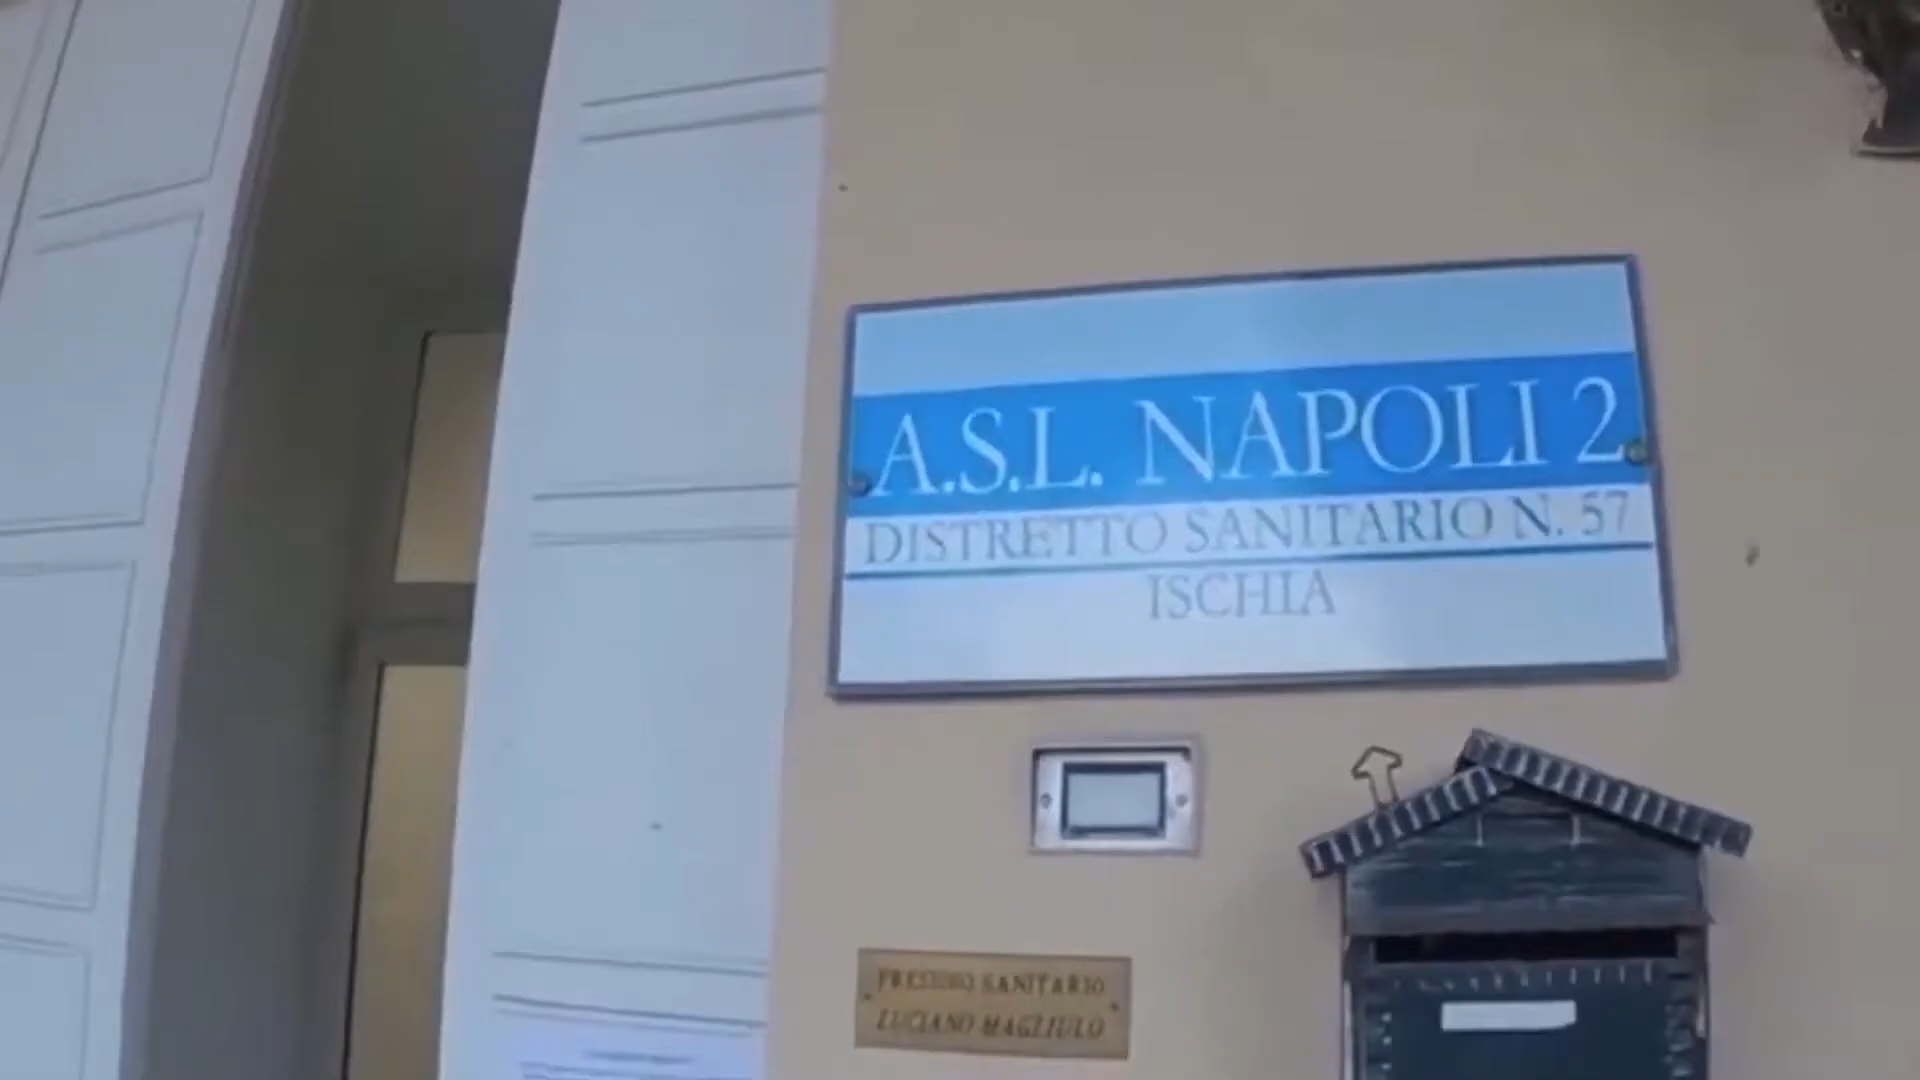 A.S.L. NAPOLI 2
DISTRETTO SANITARIO N. 57
ISCHIA
PRESIDIO SANITARIO
LUCIANO MAGLIULO